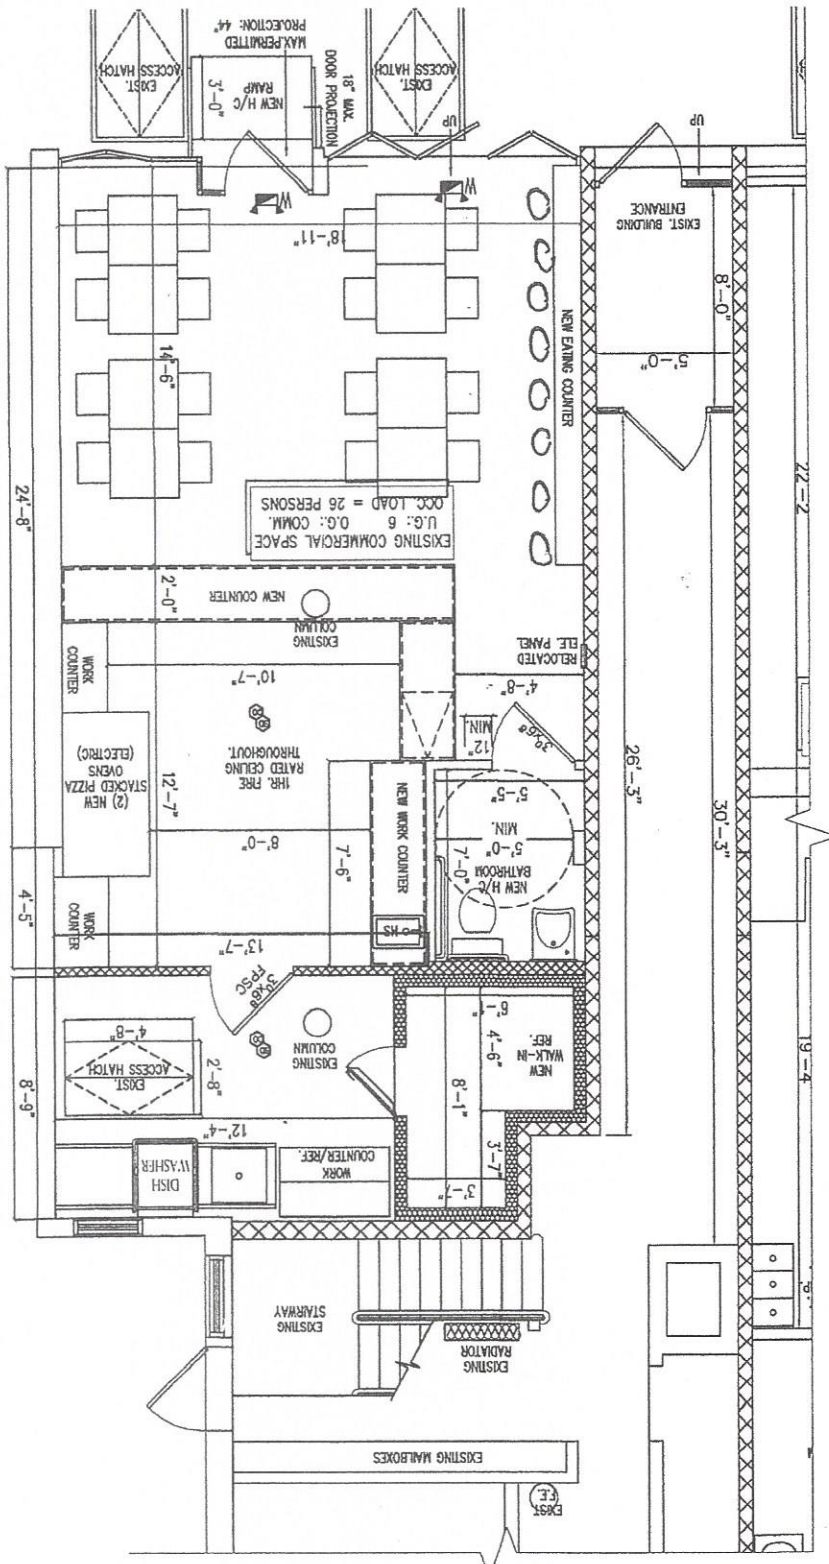 MAX.PERMITTED
PROJECTION: 44"
18" MAX.
DOOR PROJECTION
EXIST.
ACCESS HATCH
NEW H/C
RAMP
3'-0"
EXIST.
ACCESS HATCH
UP
UP
W
W
18'-11"
EXIST. BUILDING
ENTRANCE
8'-0"
5'-0"
NEW EATING COUNTER
14'-6"
24'-8"
22'-2
EXISTING COMMERCIAL SPACE
U.G.: 6 O.G.: COMM.
OCC. LOAD = 26 PERSONS
NEW COUNTER
2'-0"
EXISTING
COLUMN
RELOCATED
ELE. PANEL
WORK
COUNTER
10'-7"
4'-8"
12"
MIN.
3'0x6'8
(2) NEW
STACKED PIZZA
OVENS
(ELECTRIC)
1HR. FIRE
RATED CEILING
THROUGHOUT.
12'-7"
8'-0"
7'-6"
NEW WORK COUNTER
5'-5"
5'-0"
MIN.
7'-0"
NEW H/C
BATHROOM
26'-3"
30'-3"
WORK
COUNTER
4'-5"
HS
13'-7"
3'0x6'8
FPSC
EXIST.
ACCESS HATCH
4'-8"
2'-8"
EXISTING
COLUMN
6'-1"
4'-6"
NEW
WALK-IN
REF.
8'-1"
3'-7"
3'-7"
19'-4
8'-9"
12'-4"
DISH
WASHER
WORK
COUNTER/REF.
EXISTING
STAIRWAY
EXISTING
RADIATOR
EXISTING MAILBOXES
EXIST
F.E.